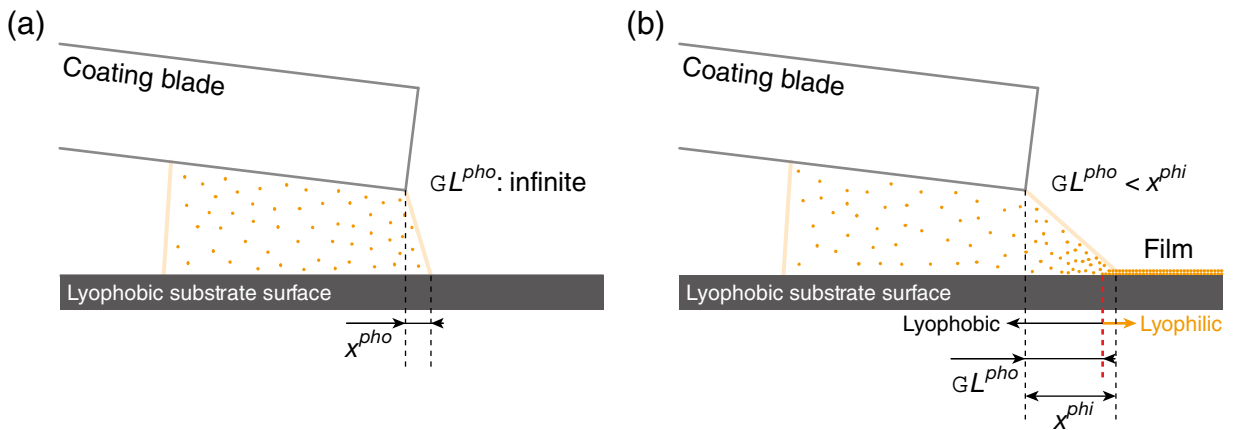 (a)
Coating blade
GL^pho: infinite
Lyophobic substrate surface
x^pho
(b)
Coating blade
GL^pho < x^phi
Film
Lyophobic substrate surface
Lyophobic
Lyophilic
GL^pho
x^phi